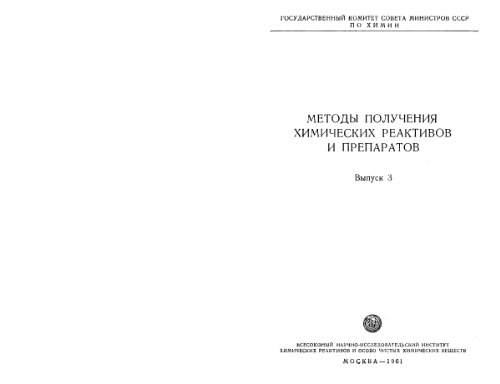 ГОСУДАРСТВЕННЫЙ КОМИТЕТ СОВЕТА МИНИСТРОВ СССР
ПО ХИМИИ
МЕТОДЫ ПОЛУЧЕНИЯ
ХИМИЧЕСКИХ РЕАКТИВОВ
И ПРЕПАРАТОВ
Выпуск 3
ВСЕСОЮЗНЫЙ НАУЧНО-ИССЛЕДОВАТЕЛЬСКИЙ ИНСТИТУТ
ХИМИЧЕСКИХ РЕАКТИВОВ И ОСОБО ЧИСТЫХ ХИМИЧЕСКИХ ВЕЩЕСТВ
МОСКВА—1961